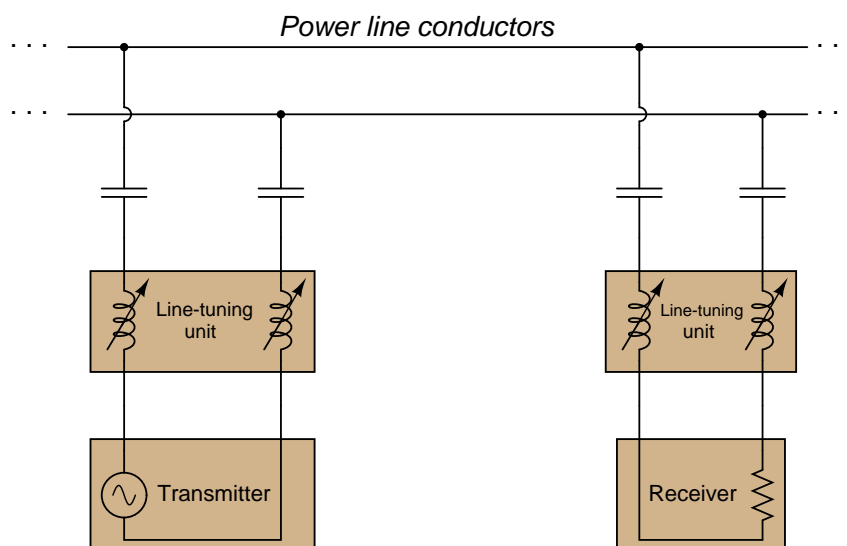 Power line conductors
. . .
. .
. . .
. .
Line-tuning
unit
Line-tuning
unit
Transmitter
Receiver